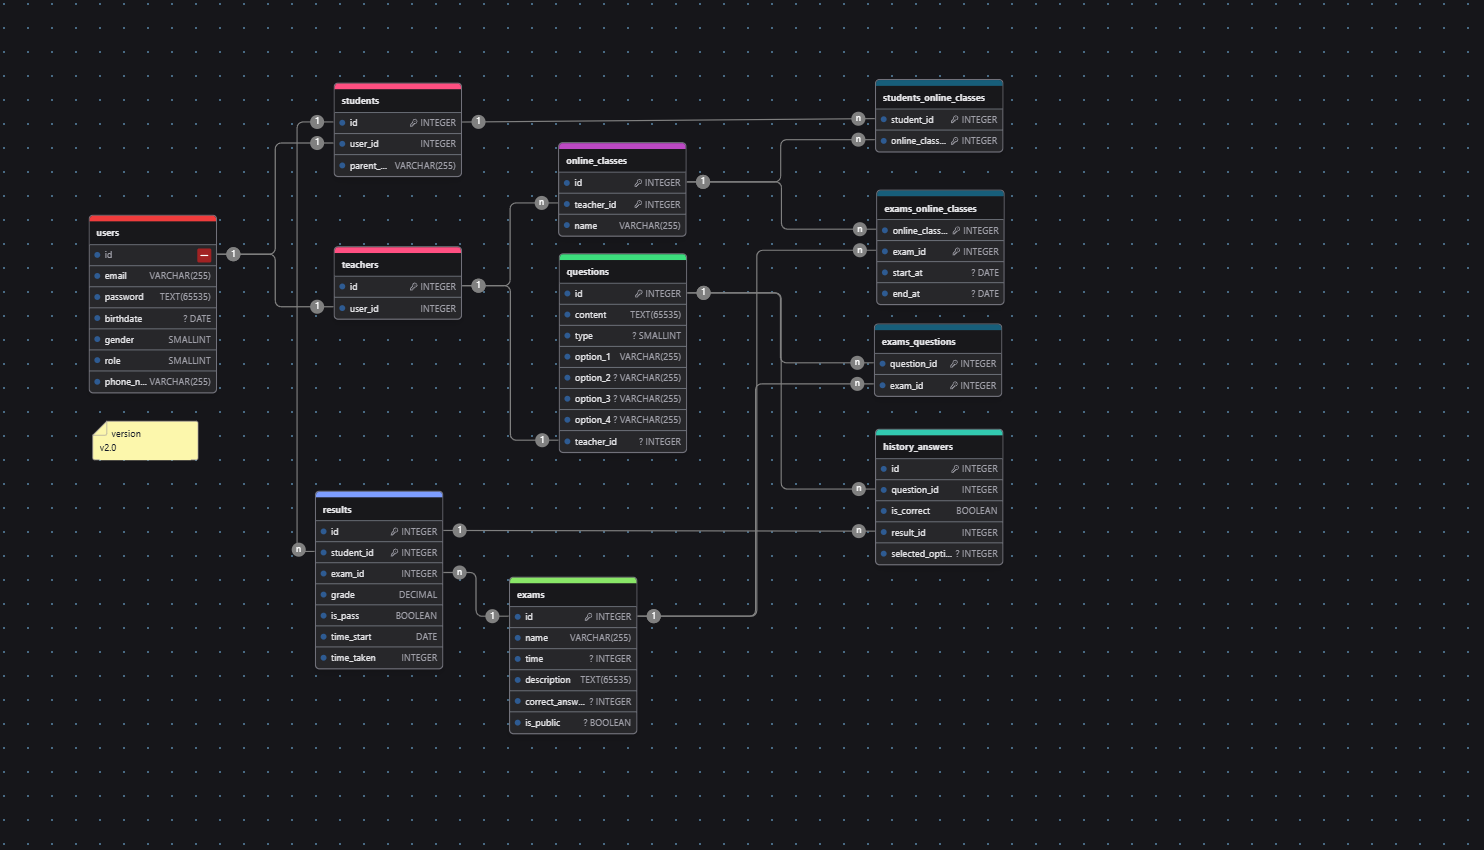 students
1 id INTEGER 1
1 user_id INTEGER
parent_... VARCHAR(255)
students_online_classes
n student_id INTEGER
n online_class... INTEGER
online_classes
id INTEGER 1
n teacher_id INTEGER
name VARCHAR(255)
exams_online_classes
n online_class... INTEGER
n exam_id INTEGER
start_at ? DATE
end_at ? DATE
users
id 1
email VARCHAR(255)
password TEXT(65535)
birthdate ? DATE
gender SMALLINT
role SMALLINT
phone_n... VARCHAR(255)
teachers
id INTEGER 1
1 user_id INTEGER
questions
id INTEGER 1
content TEXT(65535)
type ? SMALLINT
option_1 VARCHAR(255)
option_2 ? VARCHAR(255)
option_3 ? VARCHAR(255)
option_4 ? VARCHAR(255)
1 teacher_id ? INTEGER
exams_questions
n question_id INTEGER
n exam_id INTEGER
version
v2.0
history_answers
id INTEGER
n question_id INTEGER
is_correct BOOLEAN
n result_id INTEGER
selected_opti... ? INTEGER
results
id INTEGER 1
n student_id INTEGER
exam_id INTEGER n
grade DECIMAL
is_pass BOOLEAN
time_start DATE
time_taken INTEGER
exams
1 id INTEGER 1
name VARCHAR(255)
time ? INTEGER
description TEXT(65535)
correct_answ... ? INTEGER
is_public ? BOOLEAN